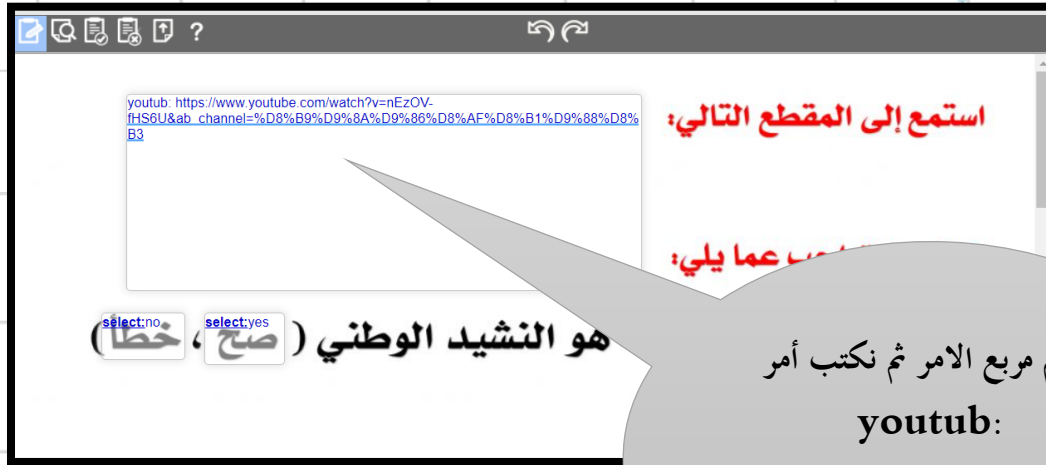 ?
استمع إلى المقطع التالي:
youtub: https://www.youtube.com/watch?v=nEzOV-
fHS6U&ab_channel=%D8%B9%D9%8A%D9%86%D8%AF%D8%B1%D9%88%D8%
B3
عما يلي:
هو النشيد الوطني ( صح ، خطأ )
select:yes
select:no
مربع الامر ثم نكتب أمر
youtub: